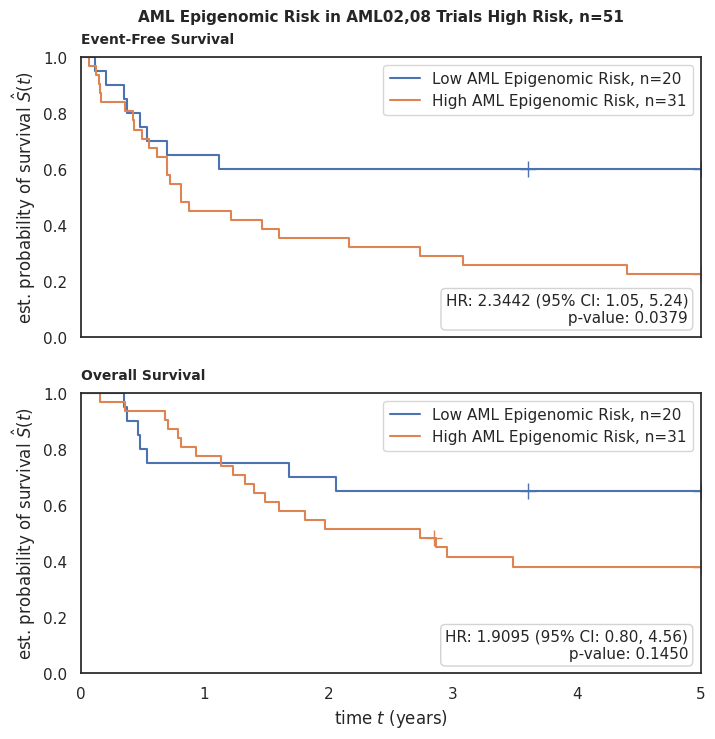 AML Epigenomic Risk in AML02,08 Trials High Risk, n=51
Event-Free Survival
1.0
0.8
0.6
0.4
0.2
0.0
est. probability of survival Ŝ(t)
Low AML Epigenomic Risk, n=20
High AML Epigenomic Risk, n=31
HR: 2.3442 (95% CI: 1.05, 5.24)
p-value: 0.0379
Overall Survival
1.0
0.8
0.6
0.4
0.2
0.0
est. probability of survival Ŝ(t)
Low AML Epigenomic Risk, n=20
High AML Epigenomic Risk, n=31
HR: 1.9095 (95% CI: 0.80, 4.56)
p-value: 0.1450
0 1 2 3 4 5
time t (years)